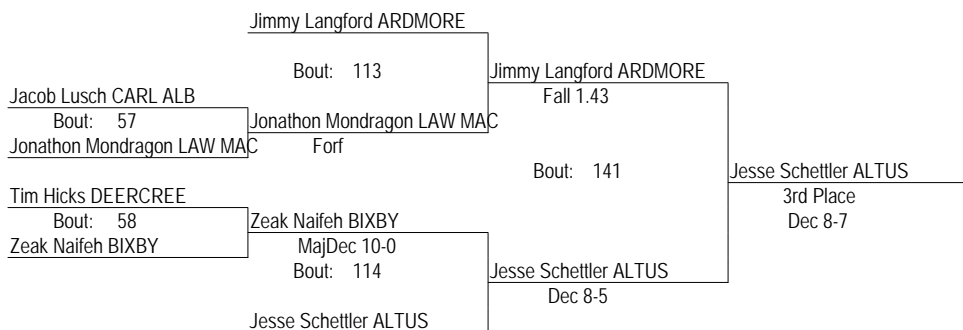 Jimmy Langford ARDMORE
Bout: 113
Jimmy Langford ARDMORE
Fall 1.43
Jacob Lusch CARL ALB
Bout: 57
Jonathon Mondragon LAW MAC
Jonathon Mondragon LAW MAC
Forf
Bout: 141
Jesse Schettler ALTUS
3rd Place
Dec 8-7
Tim Hicks DEERCREE
Bout: 58
Zeak Naifeh BIXBY
Zeak Naifeh BIXBY
MajDec 10-0
Bout: 114
Jesse Schettler ALTUS
Dec 8-5
Jesse Schettler ALTUS